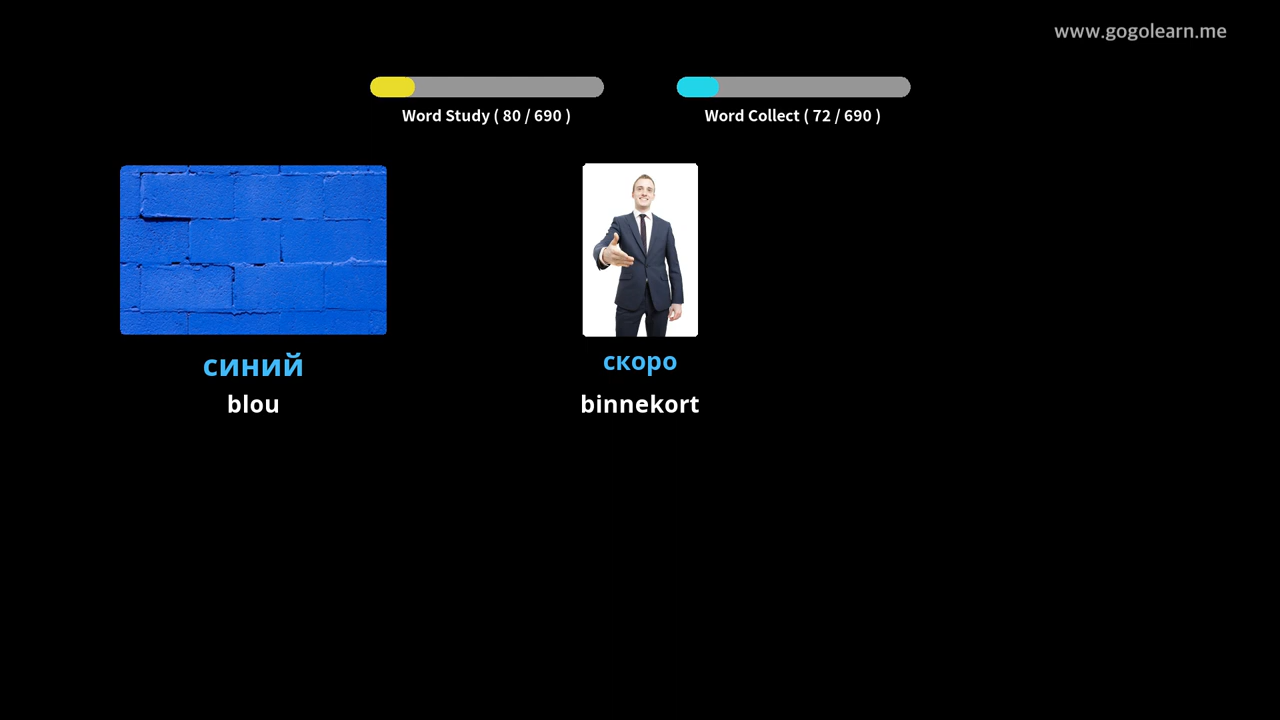 www.gogolearn.me
Word Study ( 80 / 690 )
Word Collect ( 72 / 690 )
синий
blou
скоро
binnekort